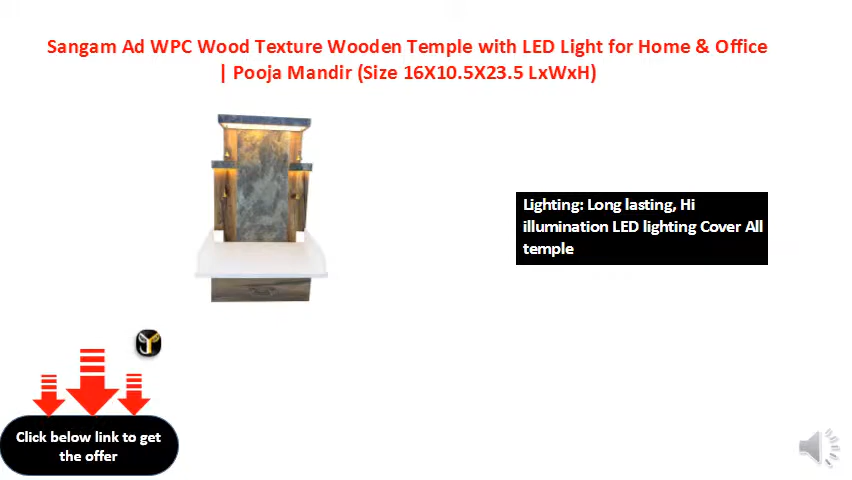 Sangam Ad WPC Wood Texture Wooden Temple with LED Light for Home & Office
| Pooja Mandir (Size 16X10.5X23.5 LxWxH)
Lighting: Long lasting, Hi
illumination LED lighting Cover All
temple
Click below link to get
the offer